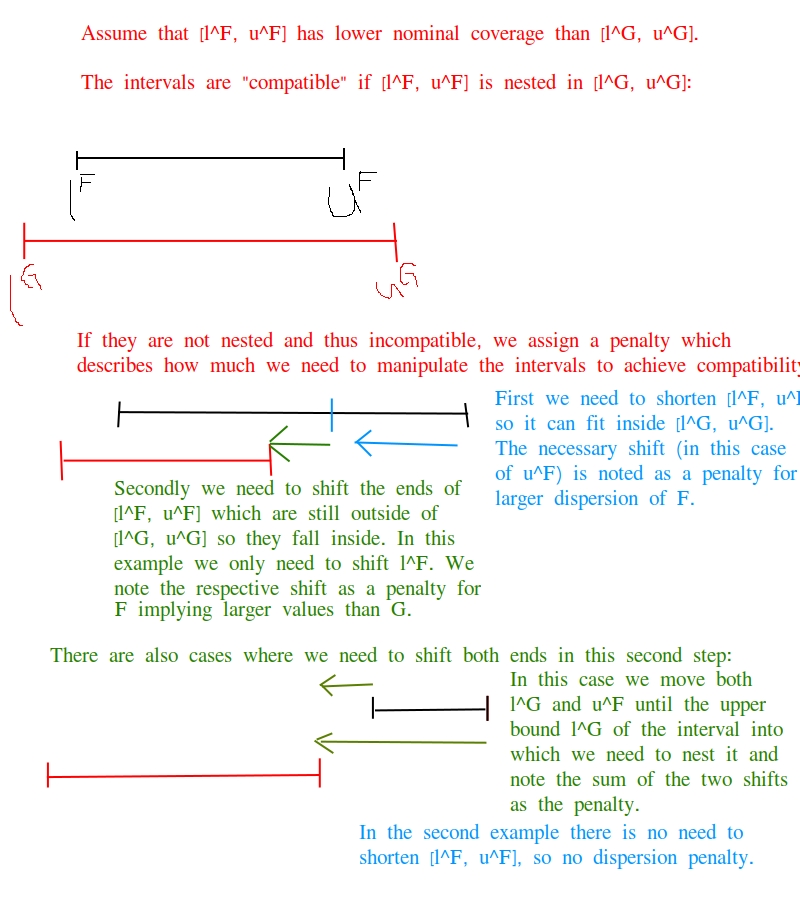 Assume that [l^F, u^F] has lower nominal coverage than [l^G, u^G].
The intervals are "compatible" if [l^F, u^F] is nested in [l^G, u^G]:
l^F
u^F
l^G
u^G
If they are not nested and thus incompatible, we assign a penalty which
describes how much we need to manipulate the intervals to achieve compatibility
First we need to shorten [l^F, u^
so it can fit inside [l^G, u^G].
The necessary shift (in this case
of u^F) is noted as a penalty for
larger dispersion of F.
Secondly we need to shift the ends of
[l^F, u^F] which are still outside of
[l^G, u^G] so they fall inside. In this
example we only need to shift l^F. We
note the respective shift as a penalty for
F implying larger values than G.
There are also cases where we need to shift both ends in this second step:
In this case we move both
l^G and u^F until the upper
bound l^G of the interval into
which we need to nest it and
note the sum of the two shifts
as the penalty.
In the second example there is no need to
shorten [l^F, u^F], so no dispersion penalty.